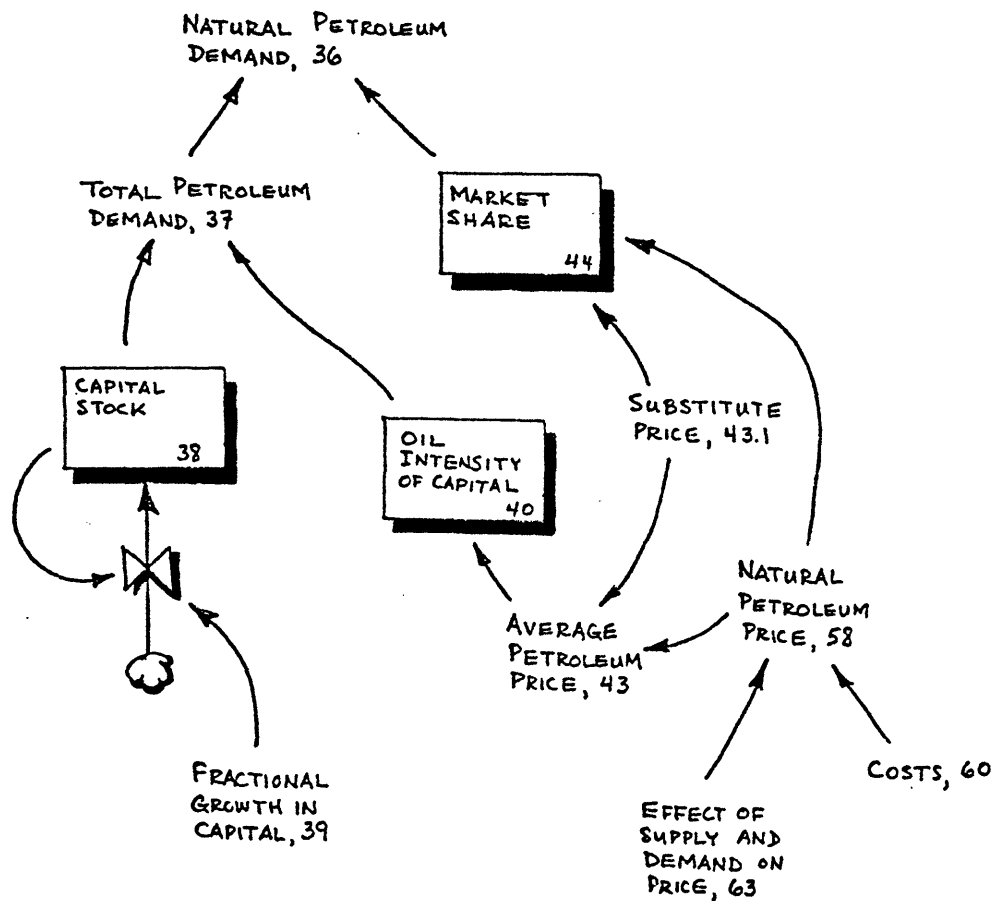 NATURAL PETROLEUM
DEMAND, 36
TOTAL PETROLEUM
DEMAND, 37
MARKET
SHARE
44
CAPITAL
STOCK
38
OIL
INTENSITY
OF CAPITAL
40
SUBSTITUTE
PRICE, 43.1
NATURAL
PETROLEUM
PRICE, 58
AVERAGE
PETROLEUM
PRICE, 43
FRACTIONAL
GROWTH IN
CAPITAL, 39
COSTS, 60
EFFECT OF
SUPPLY AND
DEMAND ON
PRICE, 63